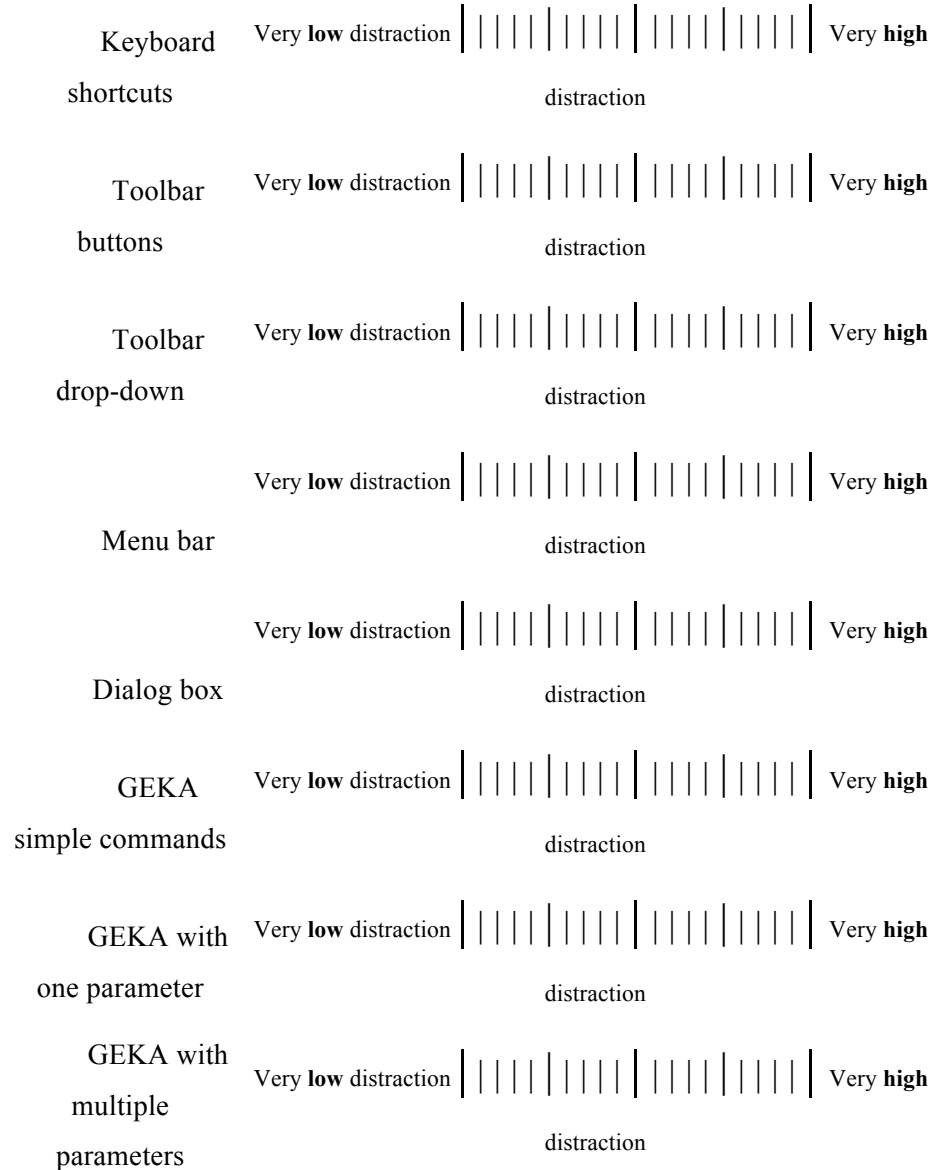 Keyboard
shortcuts
Very low distraction Very high
distraction
Toolbar
buttons
Very low distraction Very high
distraction
Toolbar
drop-down
Very low distraction Very high
distraction
Menu bar
Very low distraction Very high
distraction
Dialog box
Very low distraction Very high
distraction
GEKA
simple commands
Very low distraction Very high
distraction
GEKA with
one parameter
Very low distraction Very high
distraction
GEKA with
multiple
parameters
Very low distraction Very high
distraction